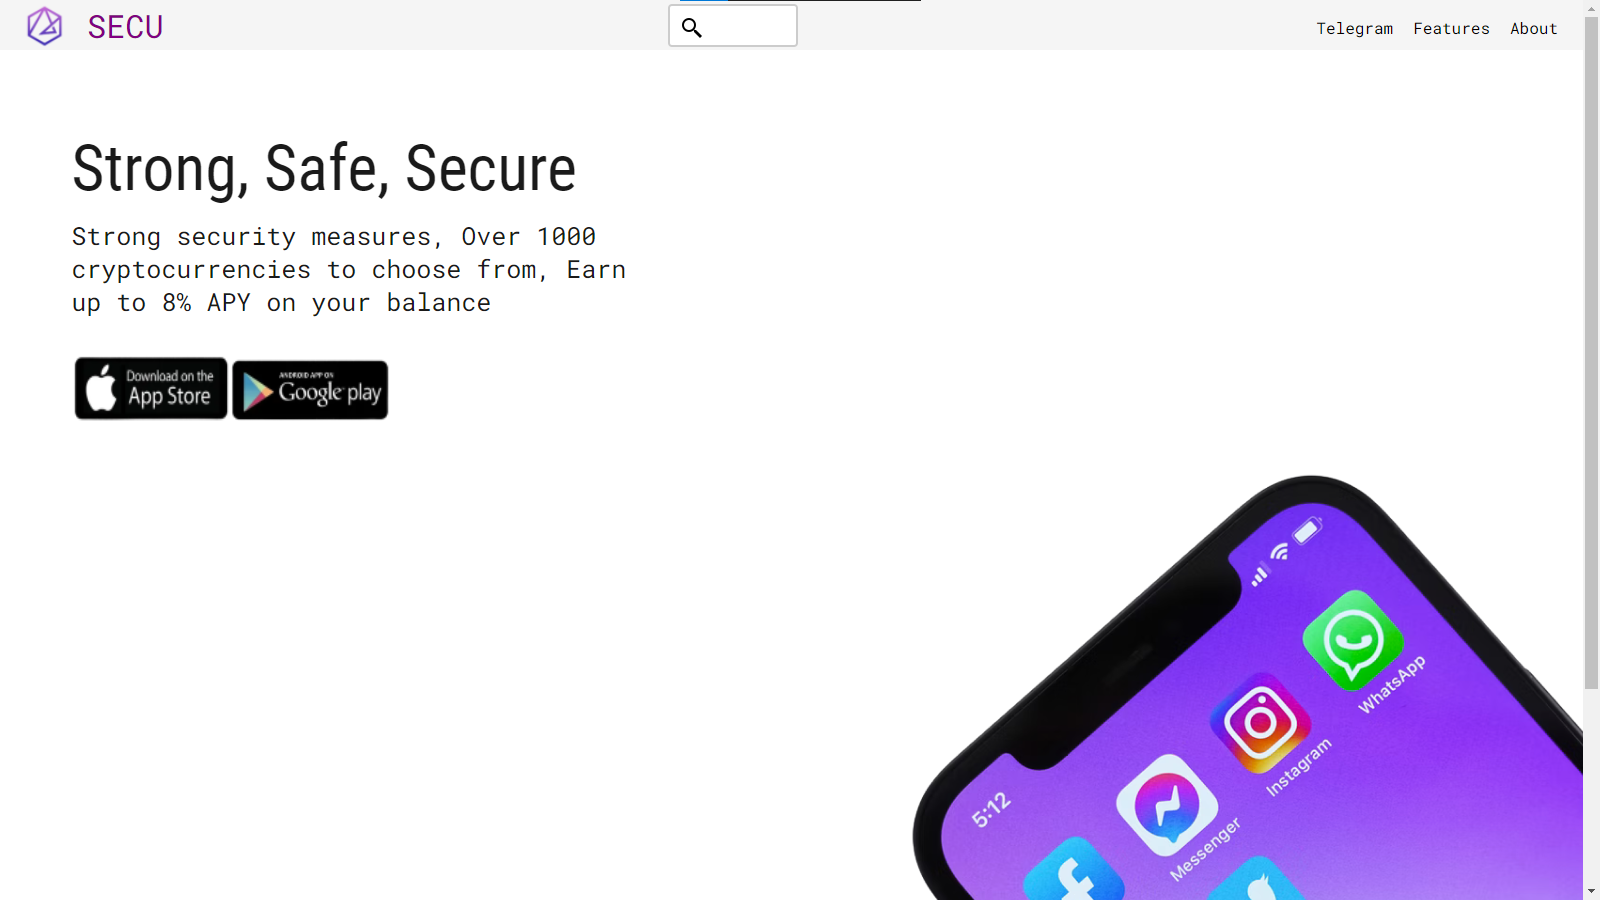 SECU
Telegram Features About
Strong, Safe, Secure
Strong security measures, Over 1000
cryptocurrencies to choose from, Earn
up to 8% APY on your balance
Download on the
App Store
ANDROID APP ON
Google play
WhatsApp
Instagram
5:12
Messenger